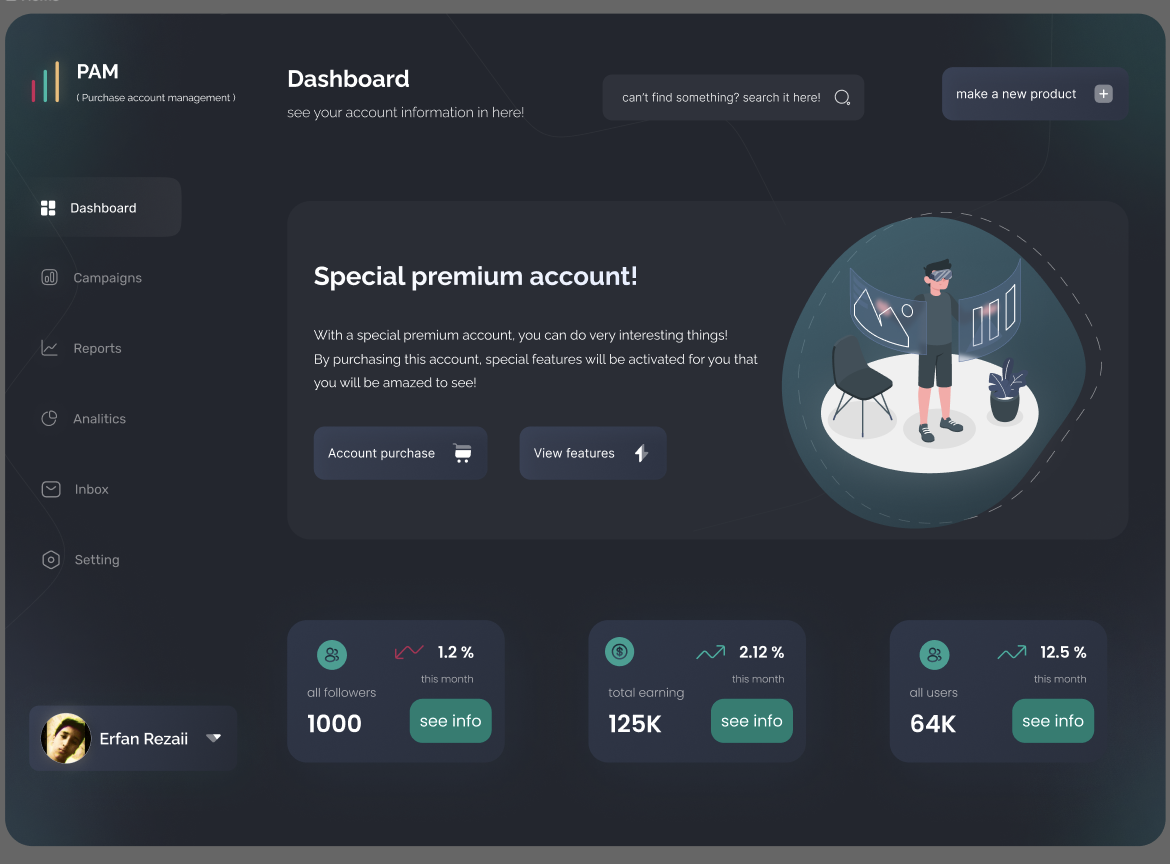 PAM
( Purchase account management )
Dashboard
see your account information in here!
can't find something? search it here!
make a new product
Dashboard
Campaigns
Reports
Analitics
Inbox
Setting
Erfan Rezaii
Special premium account!
With a special premium account, you can do very interesting things!
By purchasing this account, special features will be activated for you that
you will be amazed to see!
Account purchase
View features
1.2 %
this month
all followers
1000
see info
2.12 %
this month
total earning
125K
see info
12.5 %
this month
all users
64K
see info